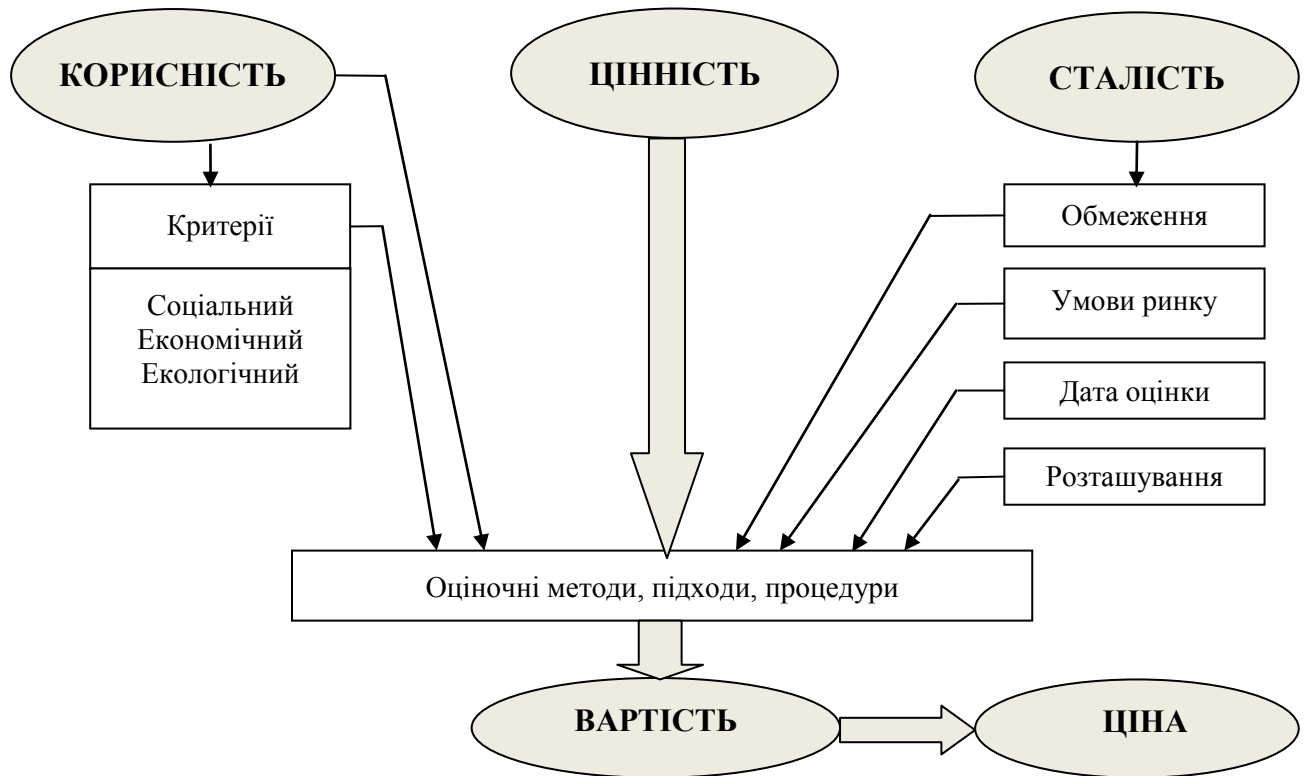 КОРИСНІСТЬ
ЦІННІСТЬ
СТАЛІСТЬ
Критерії
Соціальний
Економічний
Екологічний
Обмеження
Умови ринку
Дата оцінки
Розташування
Оціночні методи, підходи, процедури
ВАРТІСТЬ
ЦІНА